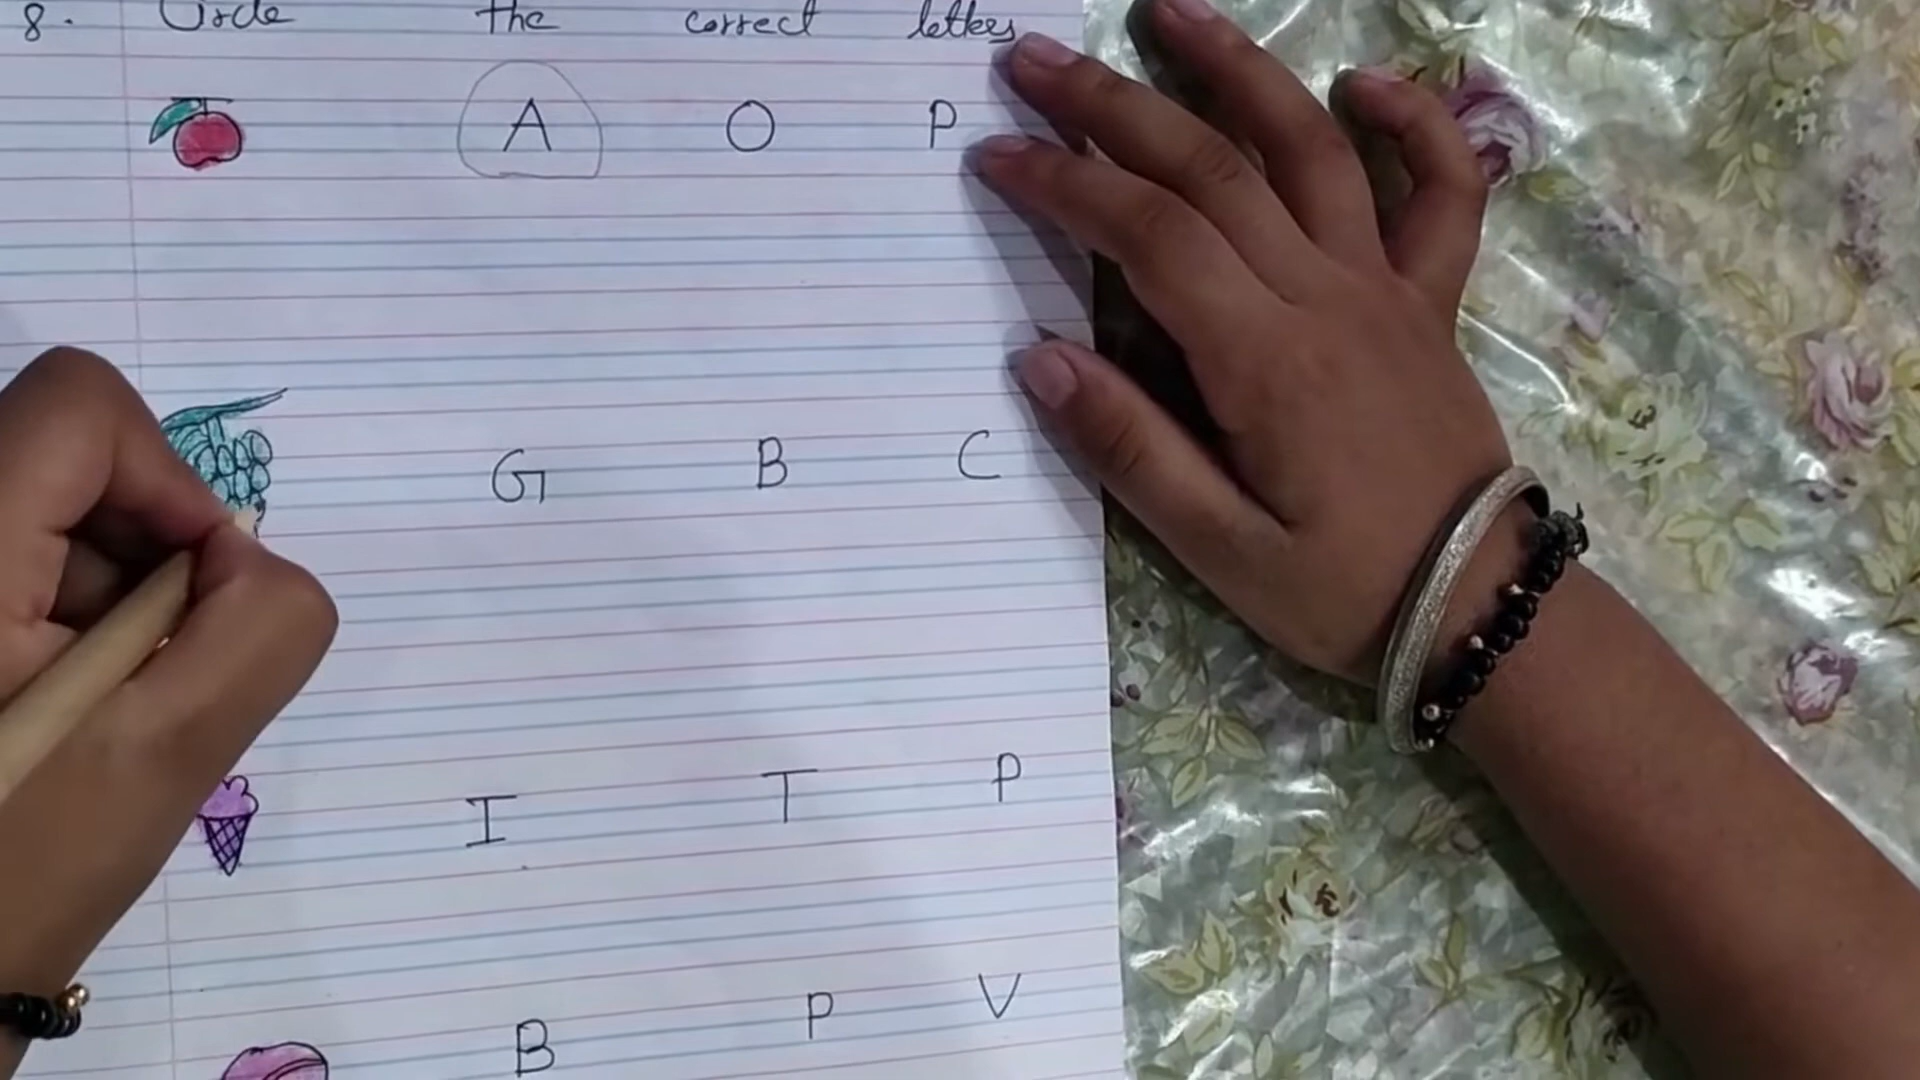 8. Circle the correct letters
A O P
G B C
I T P
B P V